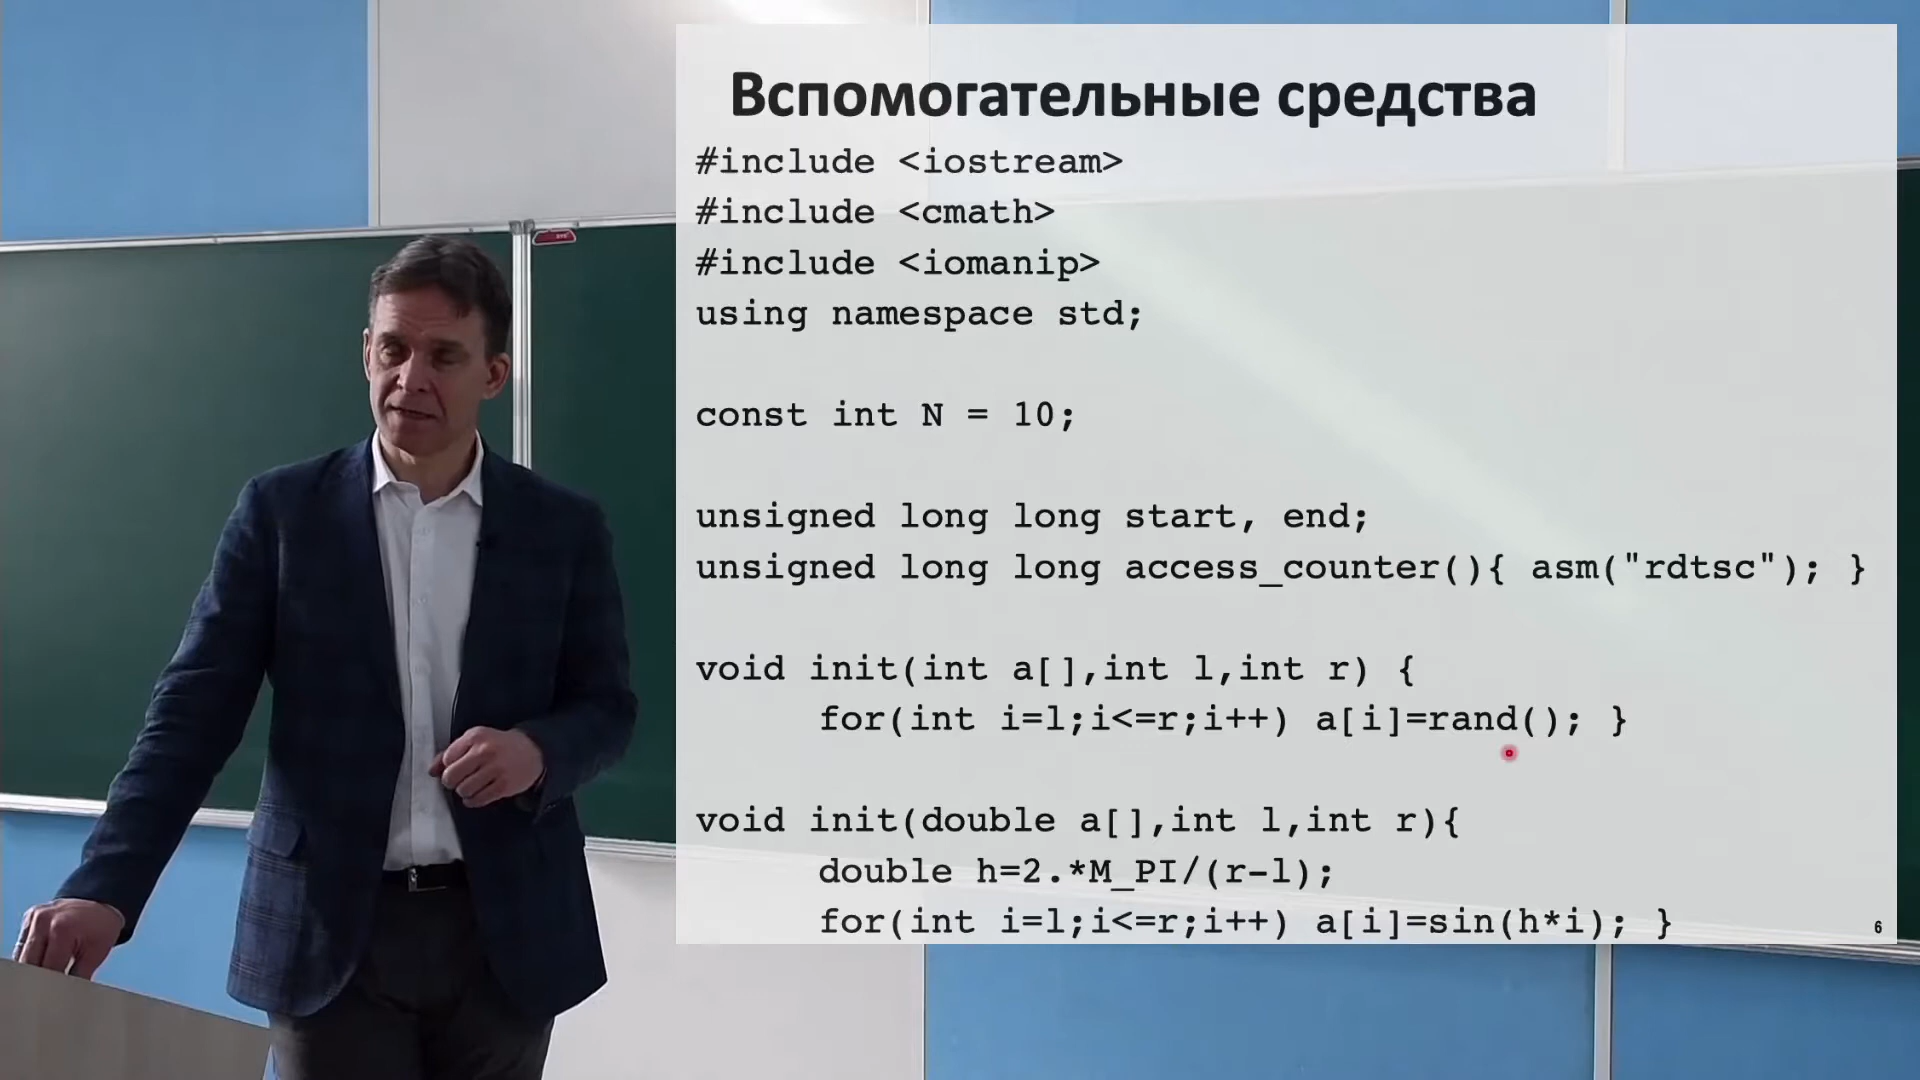 Вспомогательные средства
#include <iostream>
#include <cmath>
#include <iomanip>
using namespace std;
const int N = 10;
unsigned long long start, end;
unsigned long long access_counter(){ asm("rdtsc"); }
void init(int a[],int l,int r) {
for(int i=l;i<=r;i++) a[i]=rand(); }
void init(double a[],int l,int r){
double h=2.*M_PI/(r-l);
for(int i=l;i<=r;i++) a[i]=sin(h*i); }
6